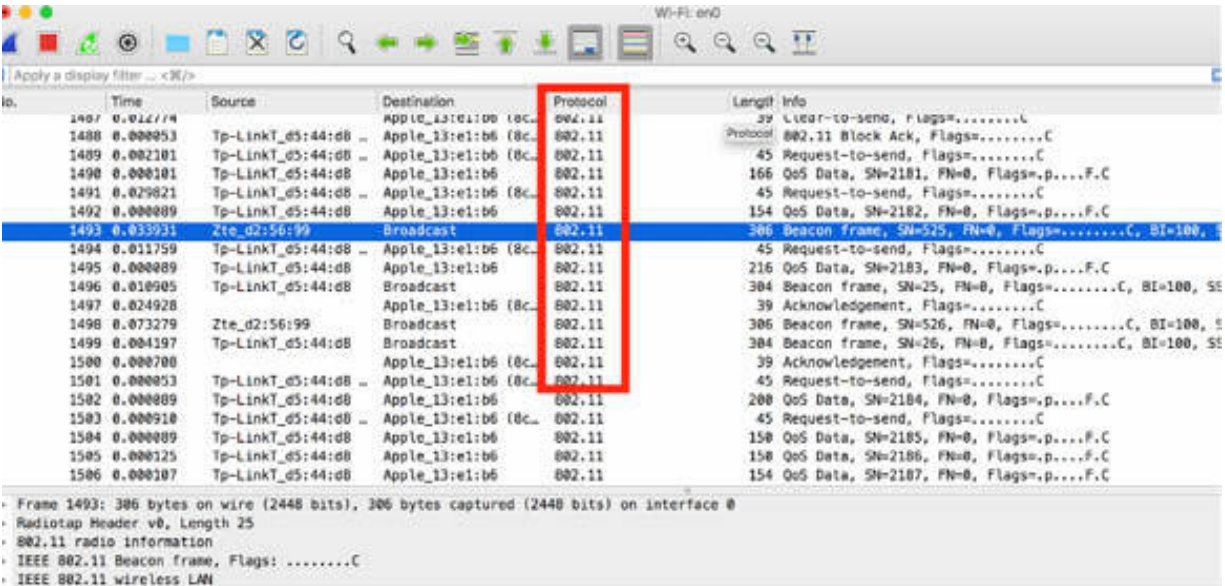 Wi-Fi: en0
Apply a display filter ... <⌘/>
No. Time Source Destination Protocol Length Info
1487 0.012774 Apple_13:e1:b6 (8c… 802.11 39 Clear-to-send, Flags=........C
1488 0.000053 Tp-LinkT_d5:44:d8 … Apple_13:e1:b6 (8c… 802.11 Protocol 802.11 Block Ack, Flags=........C
1489 0.002101 Tp-LinkT_d5:44:d8 … Apple_13:e1:b6 (8c… 802.11 45 Request-to-send, Flags=........C
1490 0.000101 Tp-LinkT_d5:44:d8 Apple_13:e1:b6 802.11 166 QoS Data, SN=2181, FN=0, Flags=.p....F.C
1491 0.029821 Tp-LinkT_d5:44:d8 … Apple_13:e1:b6 (8c… 802.11 45 Request-to-send, Flags=........C
1492 0.000089 Tp-LinkT_d5:44:d8 Apple_13:e1:b6 802.11 154 QoS Data, SN=2182, FN=0, Flags=.p....F.C
1493 0.033931 Zte_d2:56:99 Broadcast 802.11 306 Beacon frame, SN=525, FN=0, Flags=........C, BI=100, S
1494 0.011759 Tp-LinkT_d5:44:d8 … Apple_13:e1:b6 (8c… 802.11 45 Request-to-send, Flags=........C
1495 0.000089 Tp-LinkT_d5:44:d8 Apple_13:e1:b6 802.11 216 QoS Data, SN=2183, FN=0, Flags=.p....F.C
1496 0.010905 Tp-LinkT_d5:44:d8 Broadcast 802.11 304 Beacon frame, SN=25, FN=0, Flags=........C, BI=100, SS
1497 0.024928 Apple_13:e1:b6 (8c… 802.11 39 Acknowledgement, Flags=........C
1498 0.073279 Zte_d2:56:99 Broadcast 802.11 306 Beacon frame, SN=526, FN=0, Flags=........C, BI=100, S
1499 0.004197 Tp-LinkT_d5:44:d8 Broadcast 802.11 304 Beacon frame, SN=26, FN=0, Flags=........C, BI=100, SS
1500 0.000708 Apple_13:e1:b6 (8c… 802.11 39 Acknowledgement, Flags=........C
1501 0.000053 Tp-LinkT_d5:44:d8 … Apple_13:e1:b6 (8c… 802.11 45 Request-to-send, Flags=........C
1502 0.000089 Tp-LinkT_d5:44:d8 Apple_13:e1:b6 802.11 208 QoS Data, SN=2184, FN=0, Flags=.p....F.C
1503 0.000910 Tp-LinkT_d5:44:d8 … Apple_13:e1:b6 (8c… 802.11 45 Request-to-send, Flags=........C
1504 0.000089 Tp-LinkT_d5:44:d8 Apple_13:e1:b6 802.11 150 QoS Data, SN=2185, FN=0, Flags=.p....F.C
1505 0.000125 Tp-LinkT_d5:44:d8 Apple_13:e1:b6 802.11 150 QoS Data, SN=2186, FN=0, Flags=.p....F.C
1506 0.000107 Tp-LinkT_d5:44:d8 Apple_13:e1:b6 802.11 154 QoS Data, SN=2187, FN=0, Flags=.p....F.C
Frame 1493: 306 bytes on wire (2448 bits), 306 bytes captured (2448 bits) on interface 0
Radiotap Header v0, Length 25
802.11 radio information
IEEE 802.11 Beacon frame, Flags: ........C
IEEE 802.11 wireless LAN